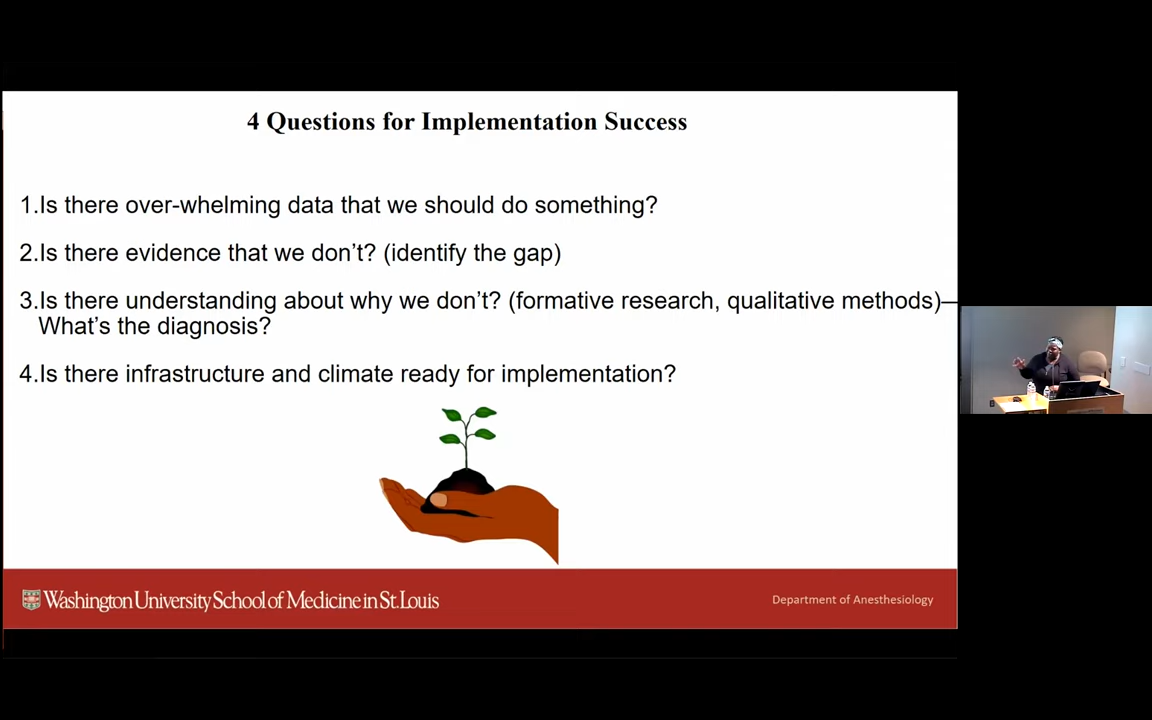 4 Questions for Implementation Success
1.Is there over-whelming data that we should do something?
2.Is there evidence that we don’t? (identify the gap)
3.Is there understanding about why we don’t? (formative research, qualitative methods)—
What’s the diagnosis?
4.Is there infrastructure and climate ready for implementation?
Washington University School of Medicine in St. Louis
Department of Anesthesiology